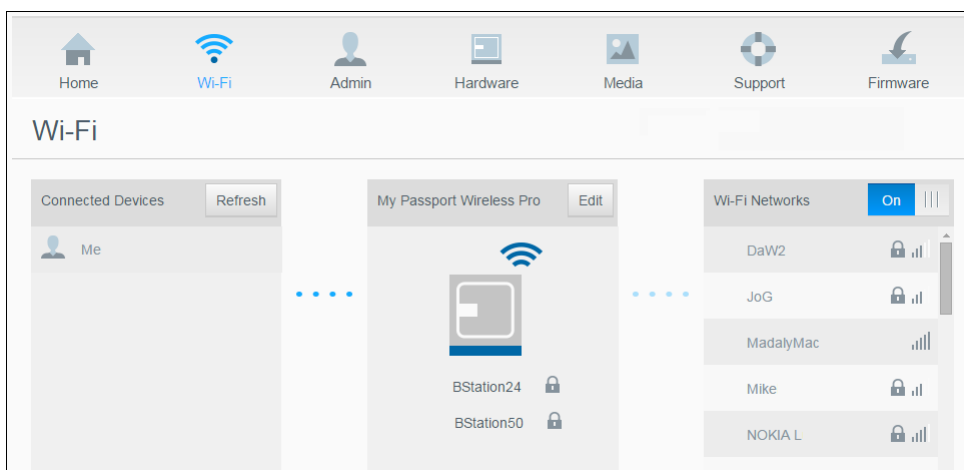 Home Wi-Fi Admin Hardware Media Support Firmware
Wi-Fi
Connected Devices Refresh
Me
My Passport Wireless Pro Edit
BStation24
BStation50
Wi-Fi Networks On
DaW2
JoG
MadalyMac
Mike
NOKIA L